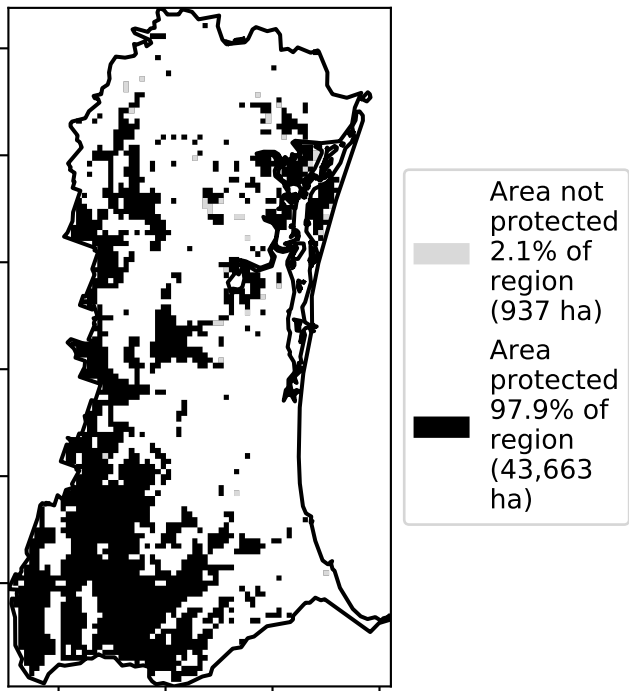 Area not
protected
2.1% of
region
(937 ha)
Area
protected
97.9% of
region
(43,663
ha)